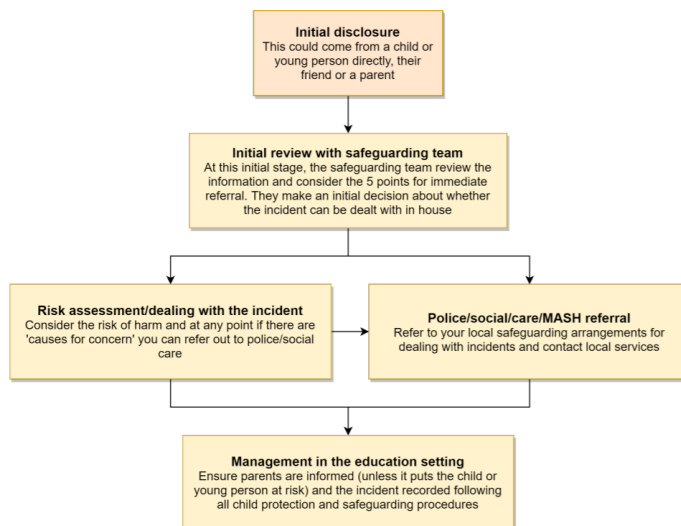 Initial disclosure
This could come from a child or
young person directly, their
friend or a parent
Initial review with safeguarding team
At this initial stage, the safeguarding team review the
information and consider the 5 points for immediate
referral. They make an initial decision about whether
the incident can be dealt with in house
Risk assessment/dealing with the incident
Consider the risk of harm and at any point if there are
'causes for concern' you can refer out to police/social
care
Police/social/care/MASH referral
Refer to your local safeguarding arrangements for
dealing with incidents and contact local services
Management in the education setting
Ensure parents are informed (unless it puts the child or
young person at risk) and the incident recorded following
all child protection and safeguarding procedures